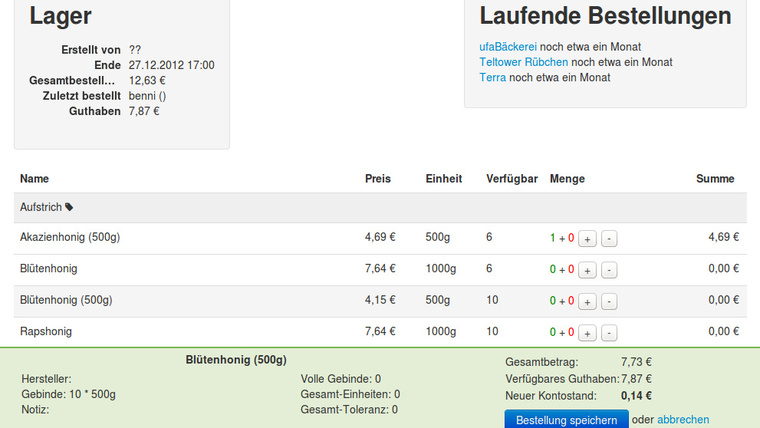 Lager
Erstellt von ??
Ende 27.12.2012 17:00
Gesamtbestell... 12,63 €
Zuletzt bestellt benni ()
Guthaben 7,87 €
Laufende Bestellungen
ufaBäckerei noch etwa ein Monat
Teltower Rübchen noch etwa ein Monat
Terra noch etwa ein Monat
Name Preis Einheit Verfügbar Menge Summe
Aufstrich
Akazienhonig (500g) 4,69 € 500g 6 1 + 0 + - 4,69 €
Blütenhonig 7,64 € 1000g 6 0 + 0 + - 0,00 €
Blütenhonig (500g) 4,15 € 500g 10 0 + 0 + - 0,00 €
Rapshonig 7,64 € 1000g 10 0 + 0 + - 0,00 €
Blütenhonig (500g)
Hersteller:
Gebinde: 10 * 500g
Notiz:
Volle Gebinde: 0
Gesamt-Einheiten: 0
Gesamt-Toleranz: 0
Gesamtbetrag: 7,73 €
Verfügbares Guthaben: 7,87 €
Neuer Kontostand: 0,14 €
Bestellung speichern oder abbrechen